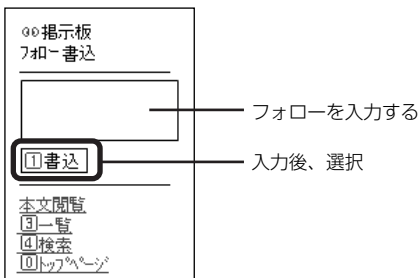 ○○掲示板
フォロー書込
フォローを入力する
1書込
入力後、選択
本文閲覧
3一覧
4検索
0トップページ